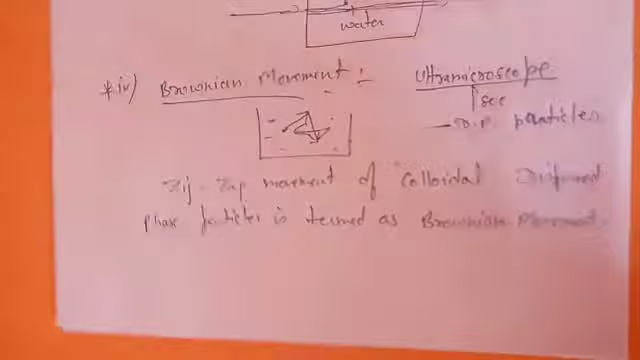 water
*iv) Brownian Movement :- Ultramicroscope
see
D.P. particles
Zig-Zag movement of Colloidal Dispersed
phase particles is termed as Brownian Movement.